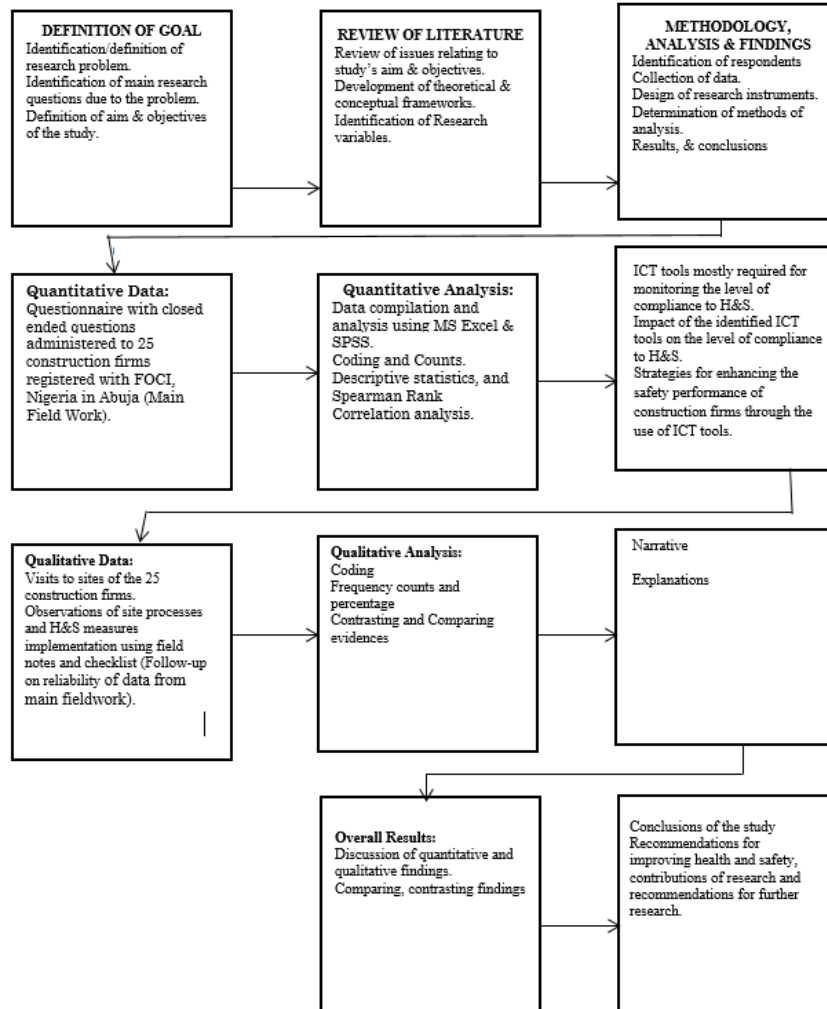 DEFINITION OF GOAL
Identification/definition of
research problem.
Identification of main research
questions due to the problem.
Definition of aim & objectives
of the study.
REVIEW OF LITERATURE
Review of issues relating to
study's aim & objectives.
Development of theoretical &
conceptual frameworks.
Identification of Research
variables.
METHODOLOGY,
ANALYSIS & FINDINGS
Identification of respondents
Collection of data.
Design of research instruments.
Determination of methods of
analysis.
Results, & conclusions
Quantitative Data:
Questionnaire with closed
ended questions
administered to 25
construction firms
registered with FOCI,
Nigeria in Abuja (Main
Field Work).
Quantitative Analysis:
Data compilation and
analysis using MS Excel &
SPSS.
Coding and Counts.
Descriptive statistics, and
Spearman Rank
Correlation analysis.
ICT tools mostly required for
monitoring the level of
compliance to H&S.
Impact of the identified ICT
tools on the level of compliance
to H&S.
Strategies for enhancing the
safety performance of
construction firms through the
use of ICT tools.
Qualitative Data:
Visits to sites of the 25
construction firms.
Observations of site processes
and H&S measures
implementation using field
notes and checklist (Follow-up
on reliability of data from
main fieldwork).
Qualitative Analysis:
Coding
Frequency counts and
percentage
Contrasting and Comparing
evidences
Narrative
Explanations
Overall Results:
Discussion of quantitative and
qualitative findings.
Comparing, contrasting findings
Conclusions of the study
Recommendations for
improving health and safety,
contributions of research and
recommendations for further
research.